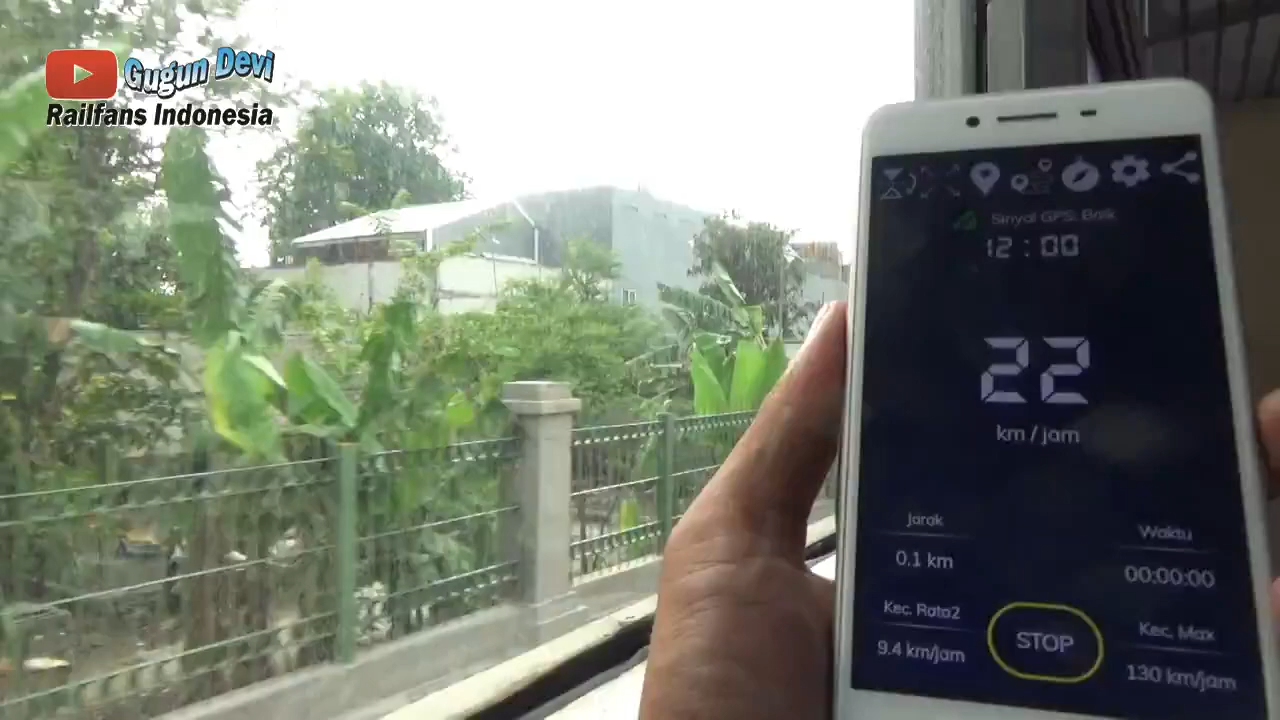 Gugun Devi
Railfans Indonesia
Sinyal GPS: Baik
12:00
22
km / jam
Jarak
0.1 km
Waktu
00:00:00
Kec. Rata2
9.4 km/jam
STOP
Kec. Max
130 km/jam